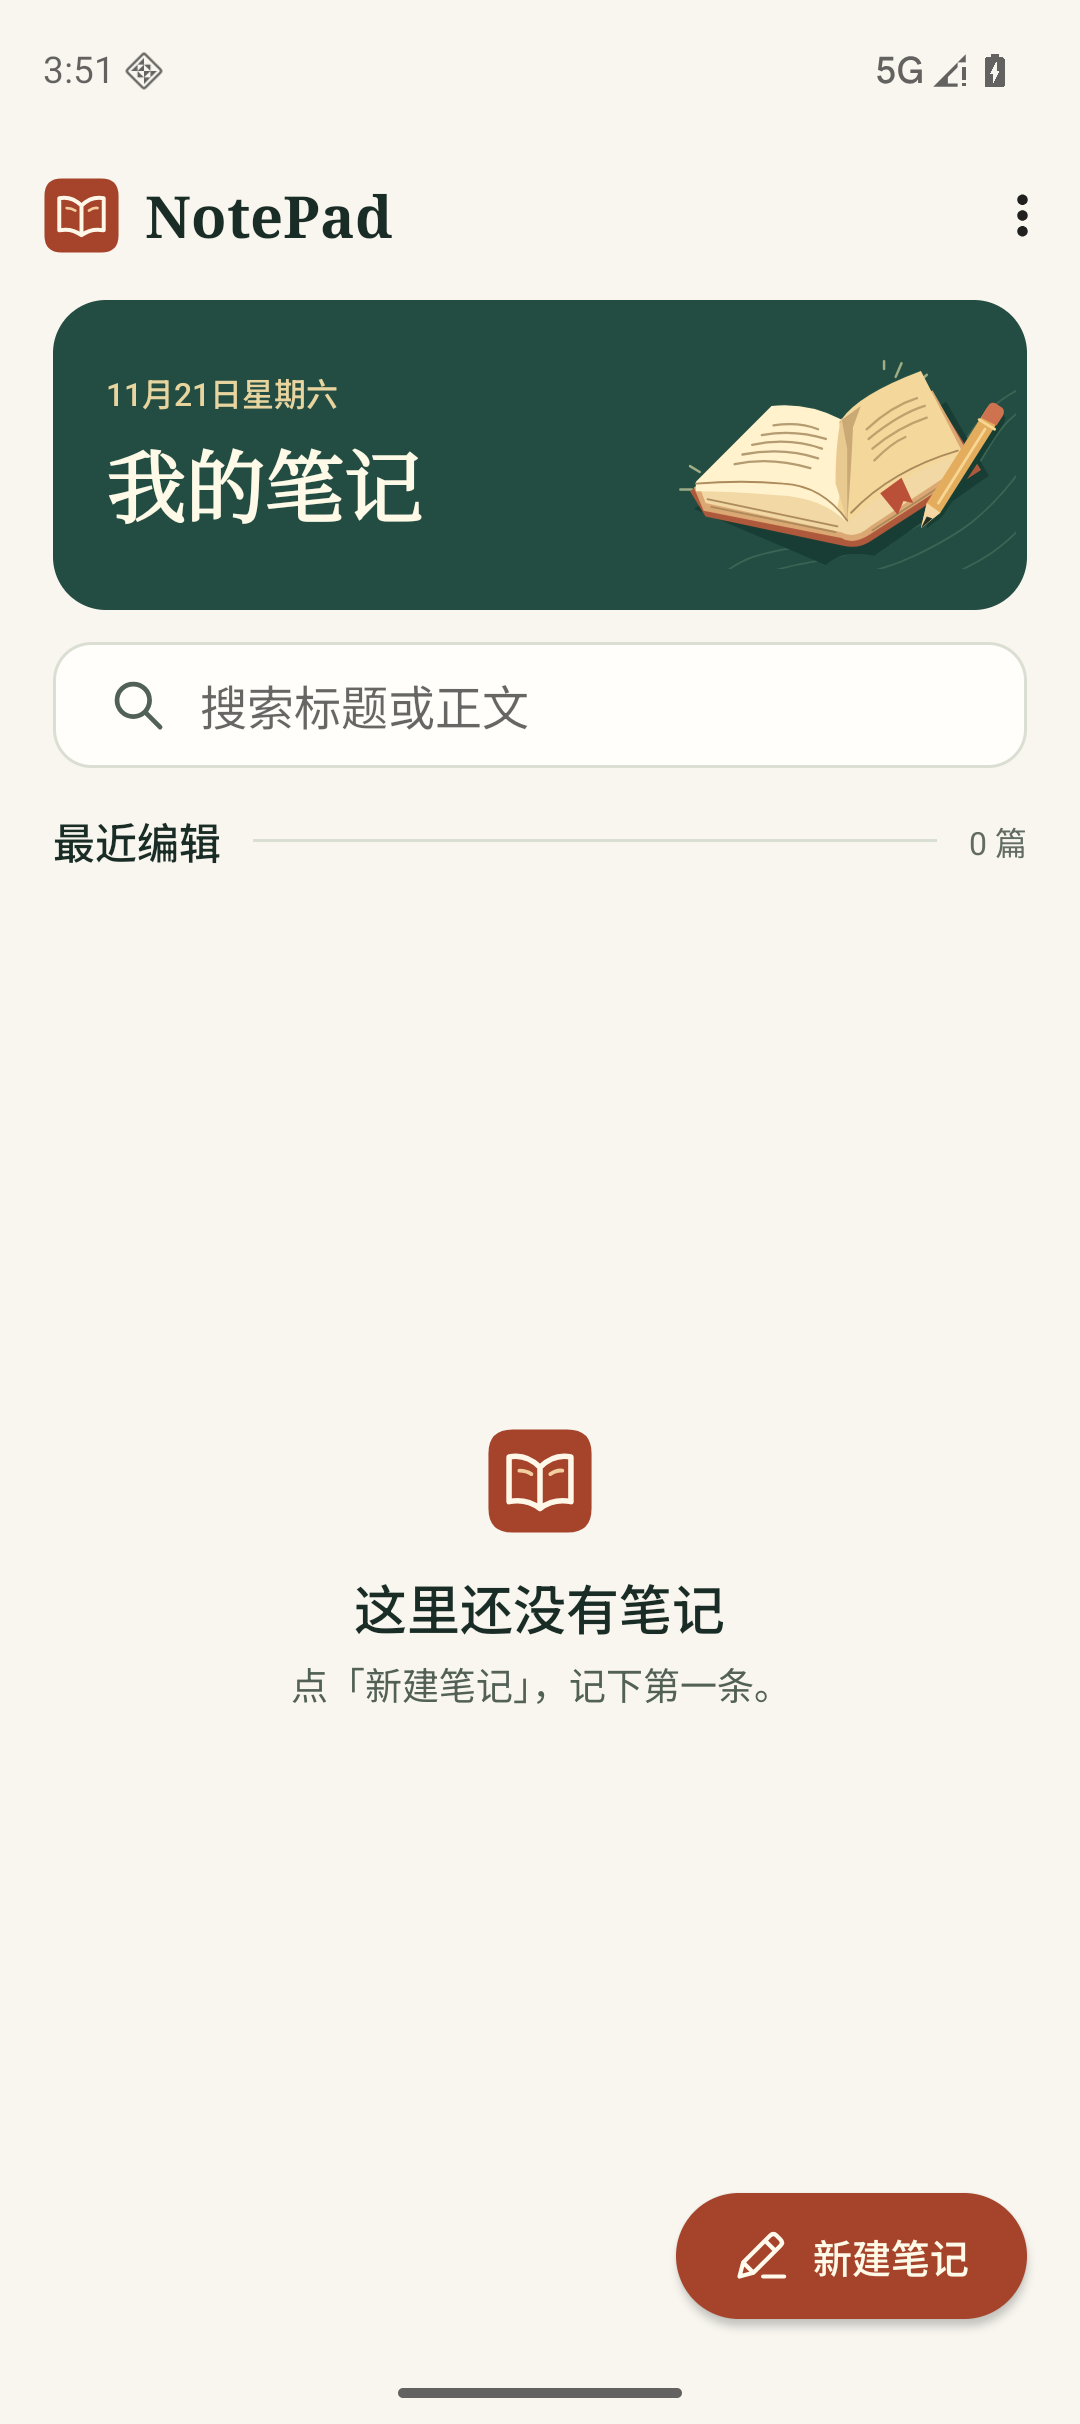 3:51
5G
NotePad
11月21日星期六
我的笔记
搜索标题或正文
最近编辑
0 篇
这里还没有笔记
点「新建笔记」，记下第一条。
新建笔记